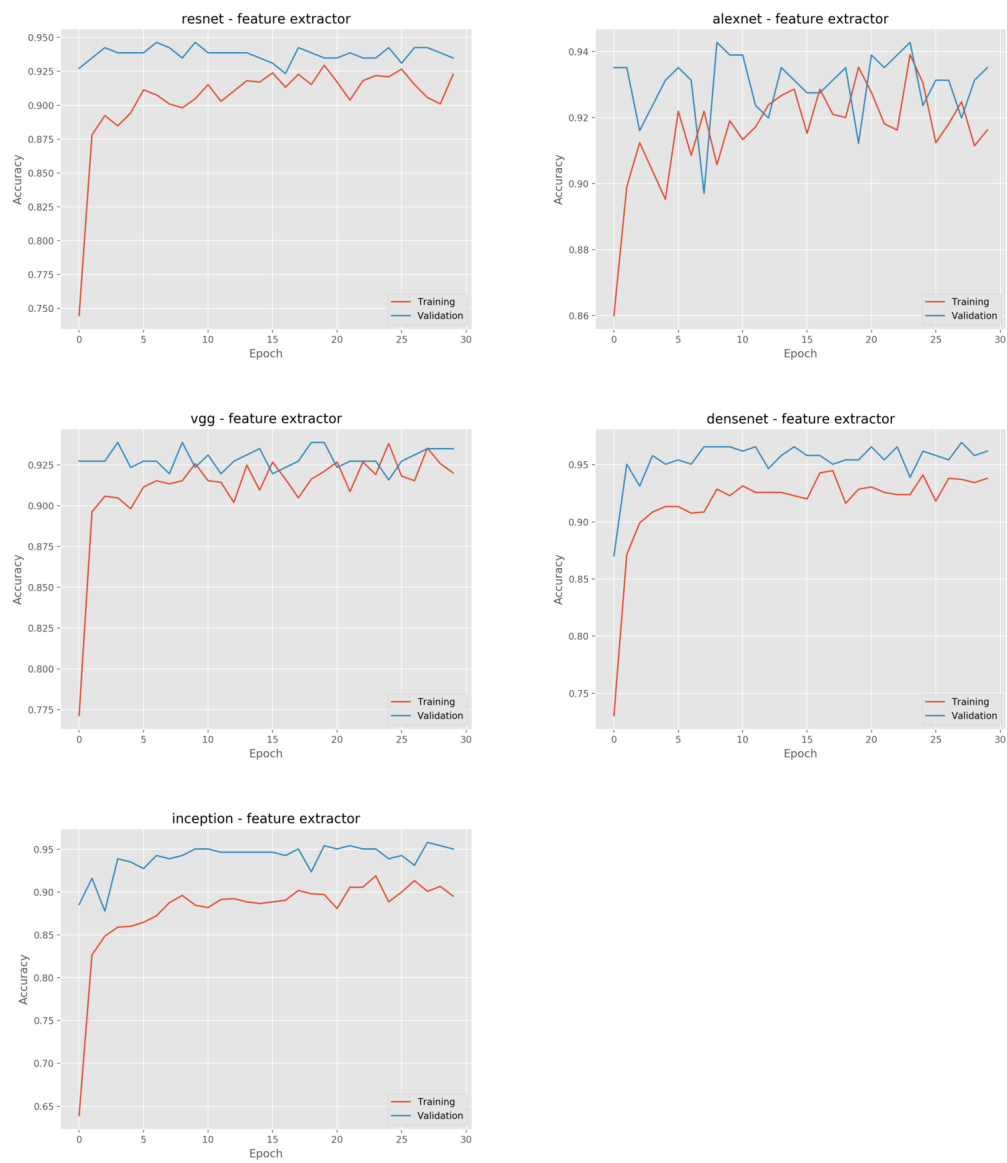 resnet - feature extractor
0.950
0.925
0.900
0.875
0.850
0.825
0.800
0.775
0.750
Accuracy
0 5 10 15 20 25 30
Epoch
Training
Validation
alexnet - feature extractor
0.94
0.92
0.90
0.88
0.86
Accuracy
0 5 10 15 20 25 30
Epoch
Training
Validation
vgg - feature extractor
0.925
0.900
0.875
0.850
0.825
0.800
0.775
Accuracy
0 5 10 15 20 25 30
Epoch
Training
Validation
densenet - feature extractor
0.95
0.90
0.85
0.80
0.75
Accuracy
0 5 10 15 20 25 30
Epoch
Training
Validation
inception - feature extractor
0.95
0.90
0.85
0.80
0.75
0.70
0.65
Accuracy
0 5 10 15 20 25 30
Epoch
Training
Validation